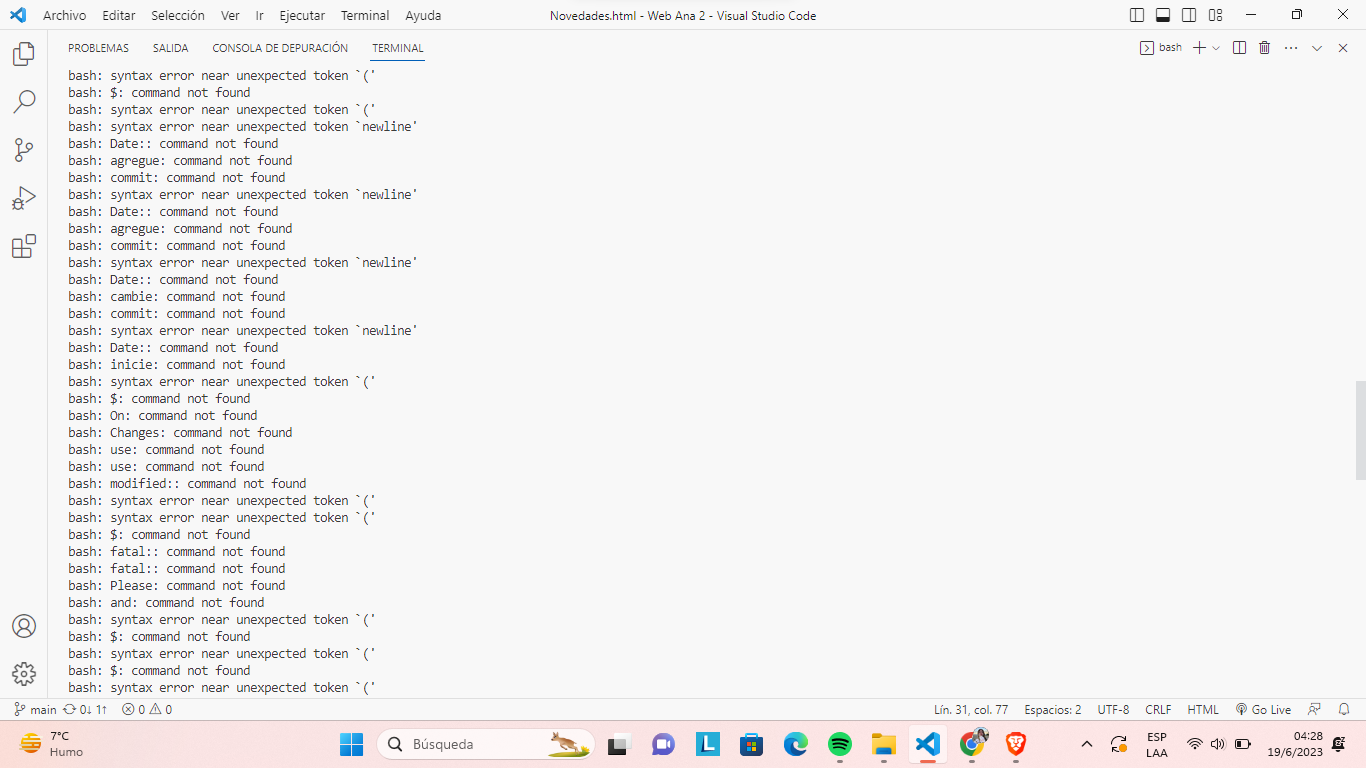 Archivo Editar Selección Ver Ir Ejecutar Terminal Ayuda Novedades.html - Web Ana 2 - Visual Studio Code
PROBLEMAS SALIDA CONSOLA DE DEPURACIÓN TERMINAL bash
bash: syntax error near unexpected token `('
bash: $: command not found
bash: syntax error near unexpected token `('
bash: syntax error near unexpected token `newline'
bash: Date:: command not found
bash: agregue: command not found
bash: commit: command not found
bash: syntax error near unexpected token `newline'
bash: Date:: command not found
bash: agregue: command not found
bash: commit: command not found
bash: syntax error near unexpected token `newline'
bash: Date:: command not found
bash: cambie: command not found
bash: commit: command not found
bash: syntax error near unexpected token `newline'
bash: Date:: command not found
bash: inicie: command not found
bash: syntax error near unexpected token `('
bash: $: command not found
bash: On: command not found
bash: Changes: command not found
bash: use: command not found
bash: use: command not found
bash: modified:: command not found
bash: syntax error near unexpected token `('
bash: syntax error near unexpected token `('
bash: $: command not found
bash: fatal:: command not found
bash: fatal:: command not found
bash: Please: command not found
bash: and: command not found
bash: syntax error near unexpected token `('
bash: $: command not found
bash: syntax error near unexpected token `('
bash: $: command not found
bash: syntax error near unexpected token `('
main 0↓ 1↑ 0 0 Lín. 31, col. 77 Espacios: 2 UTF-8 CRLF HTML Go Live
7°C
Humo
Búsqueda
L
ESP
LAA
04:28
19/6/2023